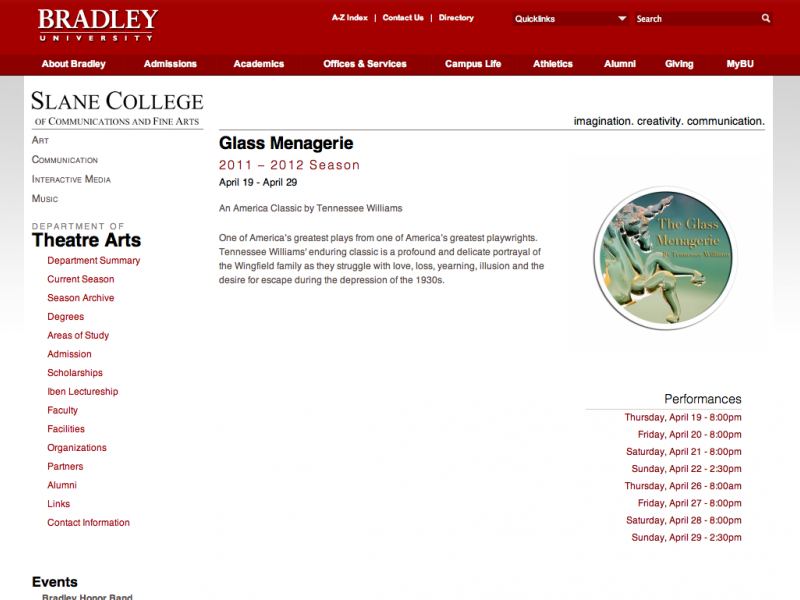 BRADLEY
UNIVERSITY
A-Z Index | Contact Us | Directory
Quicklinks
Search
About Bradley
Admissions
Academics
Offices & Services
Campus Life
Athletics
Alumni
Giving
MyBU
SLANE COLLEGE
OF COMMUNICATIONS AND FINE ARTS
imagination. creativity. communication.
ART
COMMUNICATION
INTERACTIVE MEDIA
MUSIC
DEPARTMENT OF
Theatre Arts
Department Summary
Current Season
Season Archive
Degrees
Areas of Study
Admission
Scholarships
Iben Lectureship
Faculty
Facilities
Organizations
Partners
Alumni
Links
Contact Information
Events
Bradley Honor Band
Glass Menagerie
2011 – 2012 Season
April 19 - April 29
An America Classic by Tennessee Williams
One of America's greatest plays from one of America's greatest playwrights.
Tennessee Williams' enduring classic is a profound and delicate portrayal of
the Wingfield family as they struggle with love, loss, yearning, illusion and the
desire for escape during the depression of the 1930s.
The Glass
Menagerie
By Tennessee Williams
Performances
Thursday, April 19 - 8:00pm
Friday, April 20 - 8:00pm
Saturday, April 21 - 8:00pm
Sunday, April 22 - 2:30pm
Thursday, April 26 - 8:00am
Friday, April 27 - 8:00pm
Saturday, April 28 - 8:00pm
Sunday, April 29 - 2:30pm